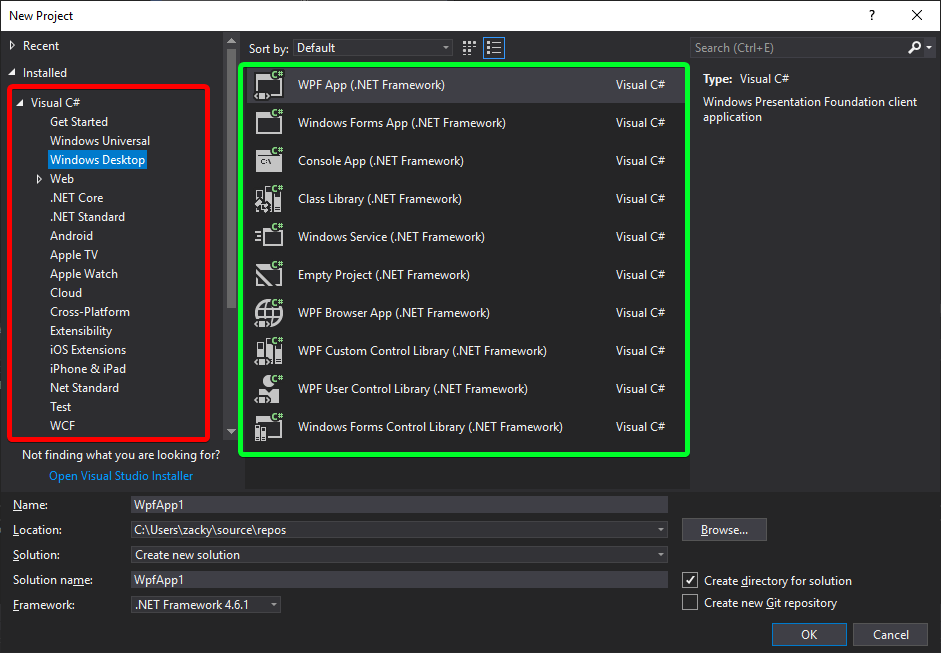 New Project
?
Recent
Installed
Visual C#
Get Started
Windows Universal
Windows Desktop
Web
.NET Core
.NET Standard
Android
Apple TV
Apple Watch
Cloud
Cross-Platform
Extensibility
iOS Extensions
iPhone & iPad
Net Standard
Test
WCF
Not finding what you are looking for?
Open Visual Studio Installer
Sort by: Default
C# WPF App (.NET Framework) Visual C#
C# Windows Forms App (.NET Framework) Visual C#
C# C:\ Console App (.NET Framework) Visual C#
C# Class Library (.NET Framework) Visual C#
C# Windows Service (.NET Framework) Visual C#
C# Empty Project (.NET Framework) Visual C#
C# WPF Browser App (.NET Framework) Visual C#
C# WPF Custom Control Library (.NET Framework) Visual C#
C# WPF User Control Library (.NET Framework) Visual C#
C# Windows Forms Control Library (.NET Framework) Visual C#
Search (Ctrl+E)
Type: Visual C#
Windows Presentation Foundation client
application
Name: WpfApp1
Location: C:\Users\zacky\source\repos Browse...
Solution: Create new solution
Solution name: WpfApp1 Create directory for solution
Framework: .NET Framework 4.6.1 Create new Git repository
OK Cancel